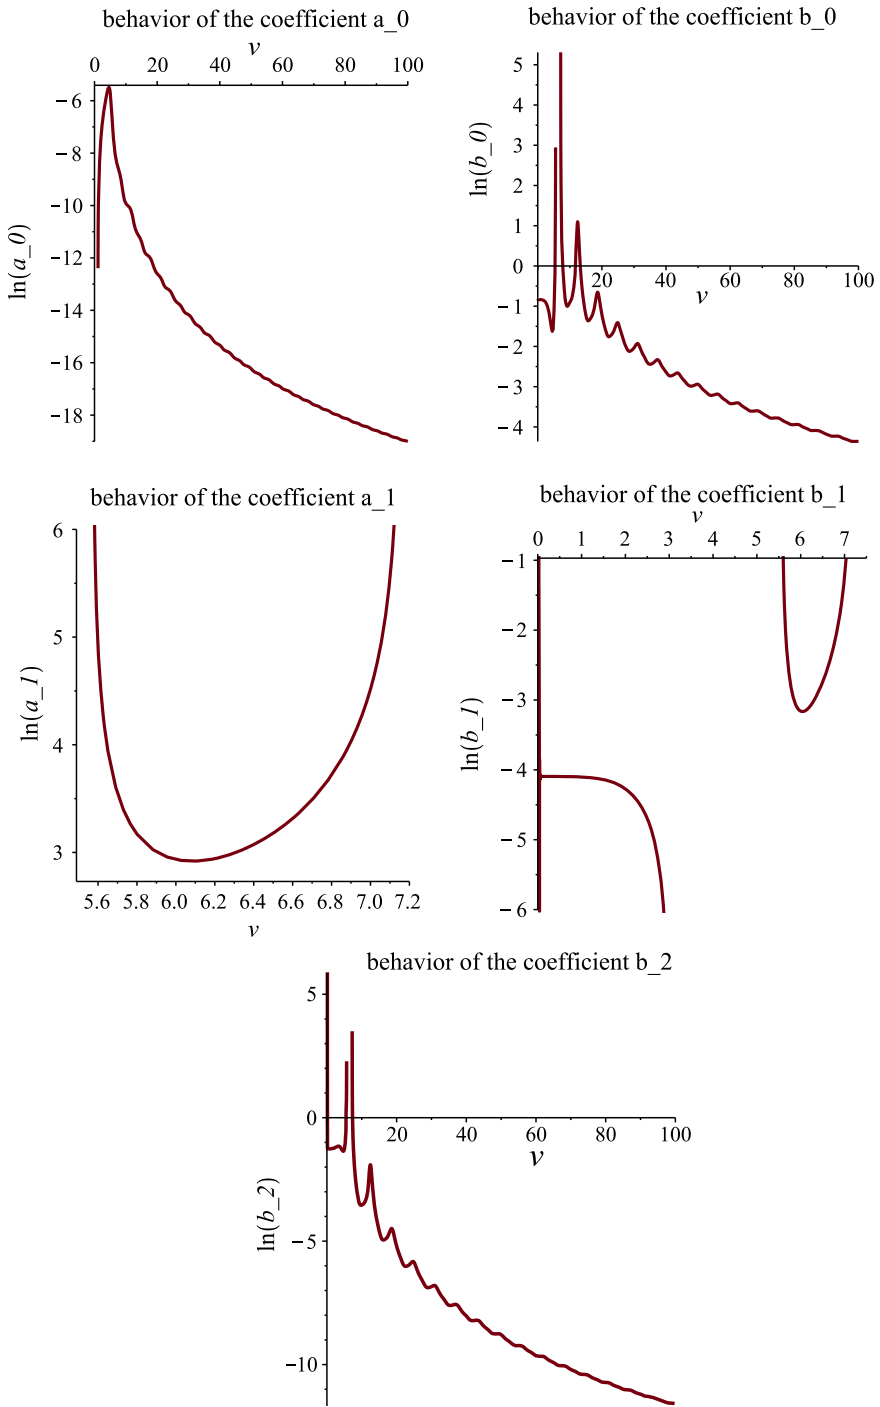 behavior of the coefficient a_0
v
0 20 40 60 80 100
−6
−8
−10
−12
−14
−16
−18
ln(a_0)
behavior of the coefficient b_0
5
4
3
2
1
0
−1
−2
−3
−4
ln(b_0)
20 40 60 80 100
v
behavior of the coefficient a_1
6
5
4
3
ln(a_1)
5.6 5.8 6.0 6.2 6.4 6.6 6.8 7.0 7.2
v
behavior of the coefficient b_1
v
0 1 2 3 4 5 6 7
−1
−2
−3
−4
−5
−6
ln(b_1)
behavior of the coefficient b_2
5
0
−5
−10
ln(b_2)
20 40 60 80 100
v